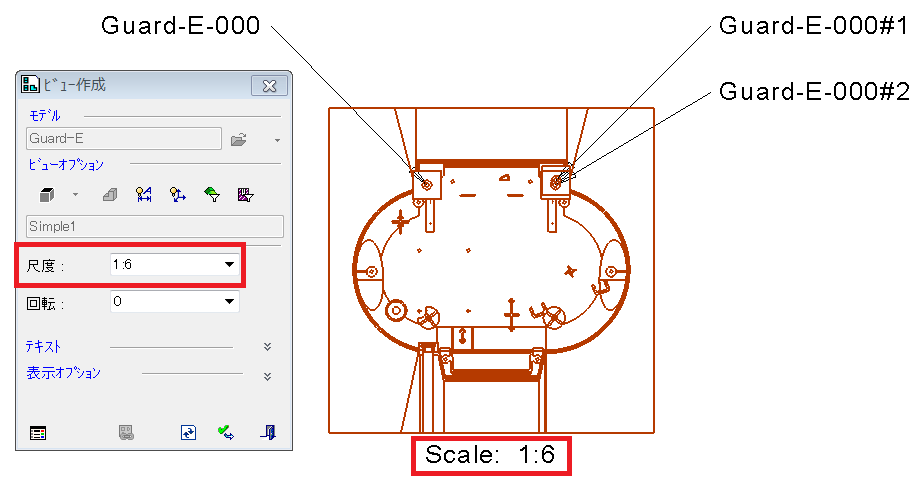 Guard-E-000
Guard-E-000#1
Guard-E-000#2
ﾋﾞｭｰ作成
ﾓﾃﾞﾙ
Guard-E
ﾋﾞｭｰｵﾌﾟｼｮﾝ
Simple1
尺度 :
1:6
回転 :
0
ﾃｷｽﾄ
表示ｵﾌﾟｼｮﾝ
Scale: 1:6